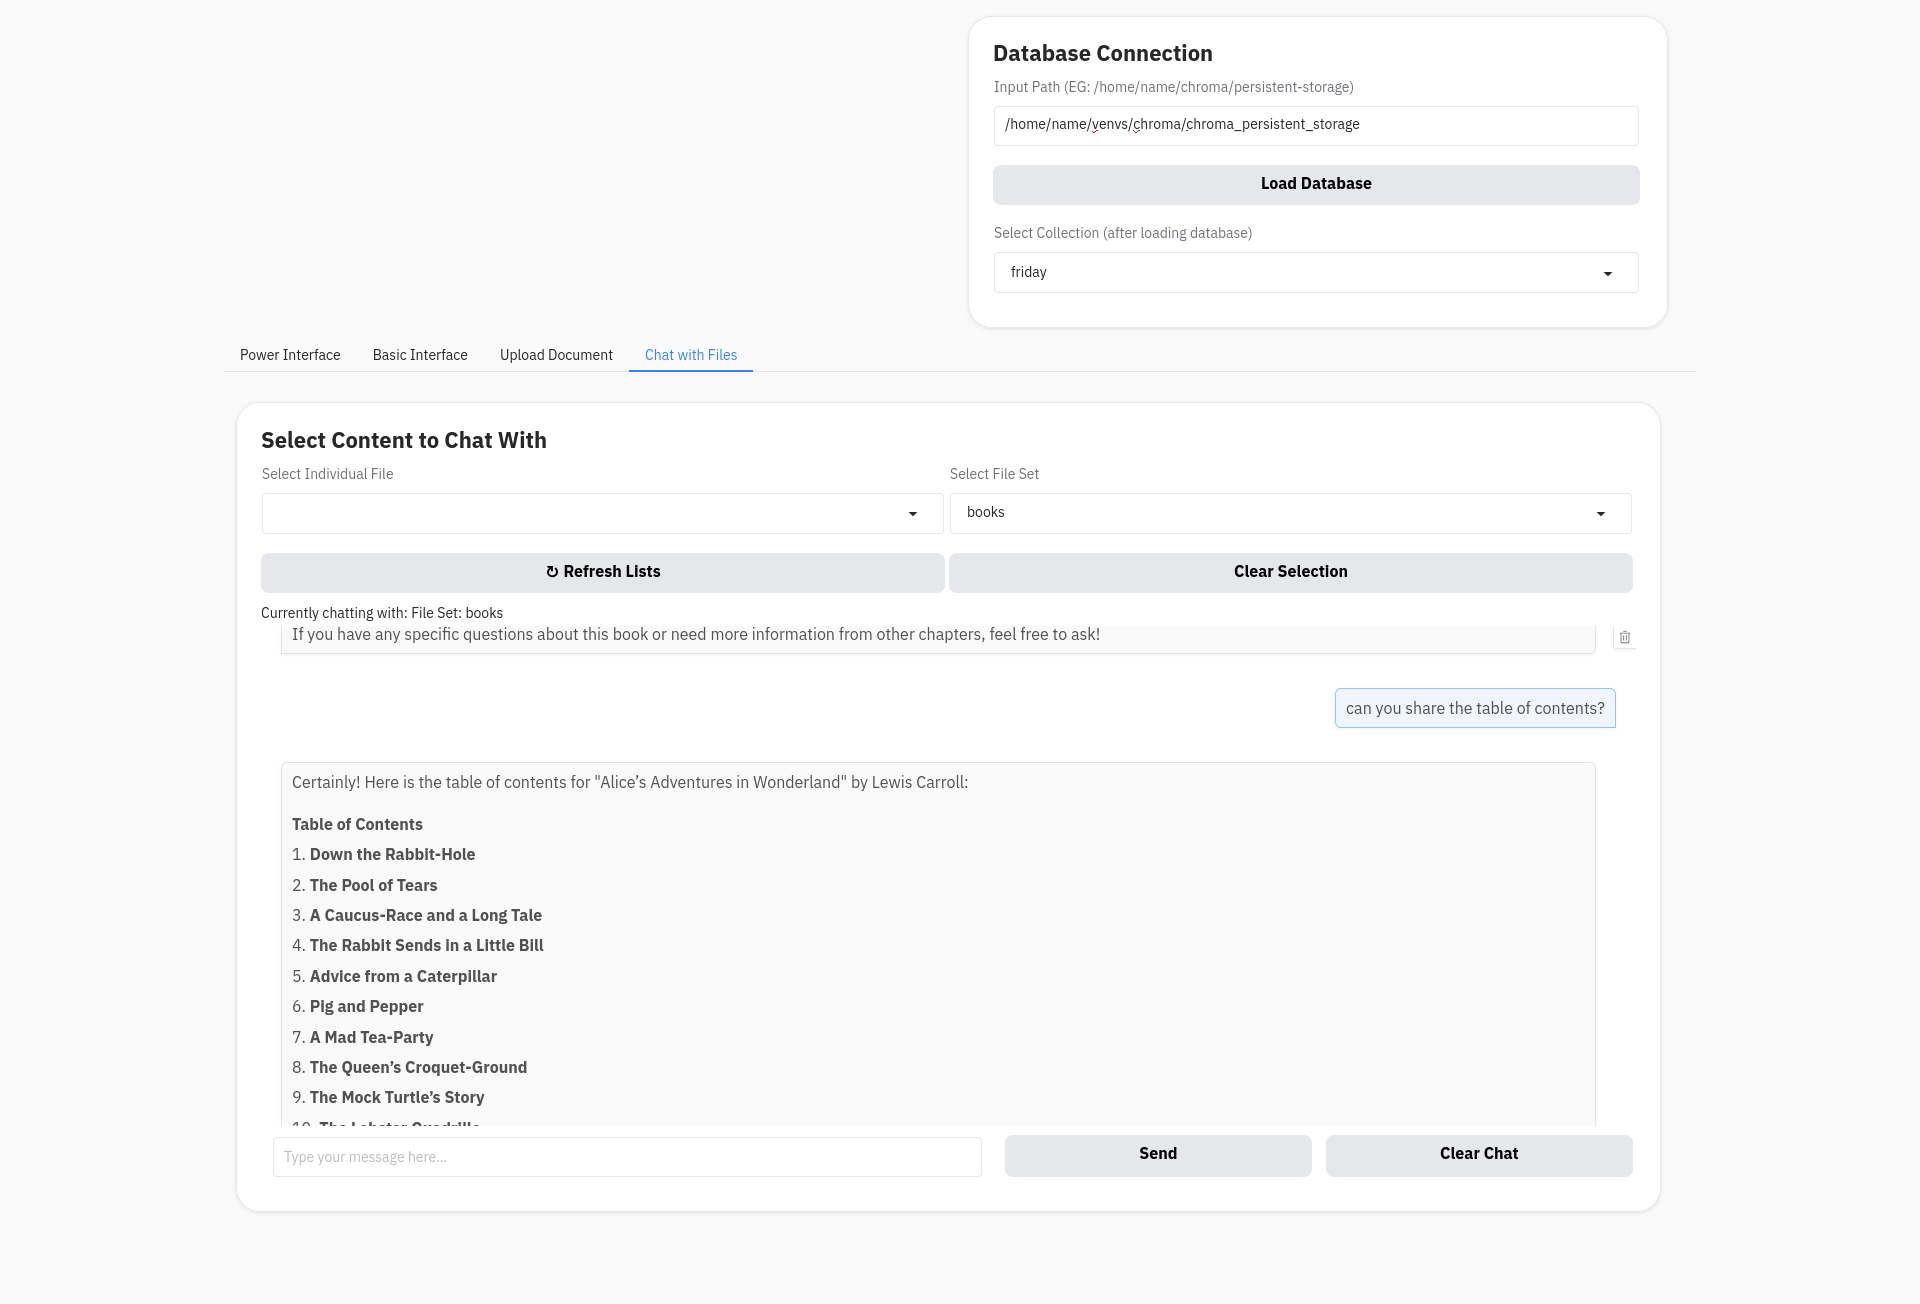 Database Connection
Input Path (EG: /home/name/chroma/persistent-storage)
/home/name/venvs/chroma/chroma_persistent_storage
Load Database
Select Collection (after loading database)
friday
Power Interface Basic Interface Upload Document Chat with Files
Select Content to Chat With
Select Individual File Select File Set
books
↻ Refresh Lists Clear Selection
Currently chatting with: File Set: books
If you have any specific questions about this book or need more information from other chapters, feel free to ask!
can you share the table of contents?
Certainly! Here is the table of contents for "Alice’s Adventures in Wonderland" by Lewis Carroll:
Table of Contents
1. Down the Rabbit-Hole
2. The Pool of Tears
3. A Caucus-Race and a Long Tale
4. The Rabbit Sends in a Little Bill
5. Advice from a Caterpillar
6. Pig and Pepper
7. A Mad Tea-Party
8. The Queen’s Croquet-Ground
9. The Mock Turtle’s Story
10. The Lobster Quadrille
Type your message here...
Send Clear Chat